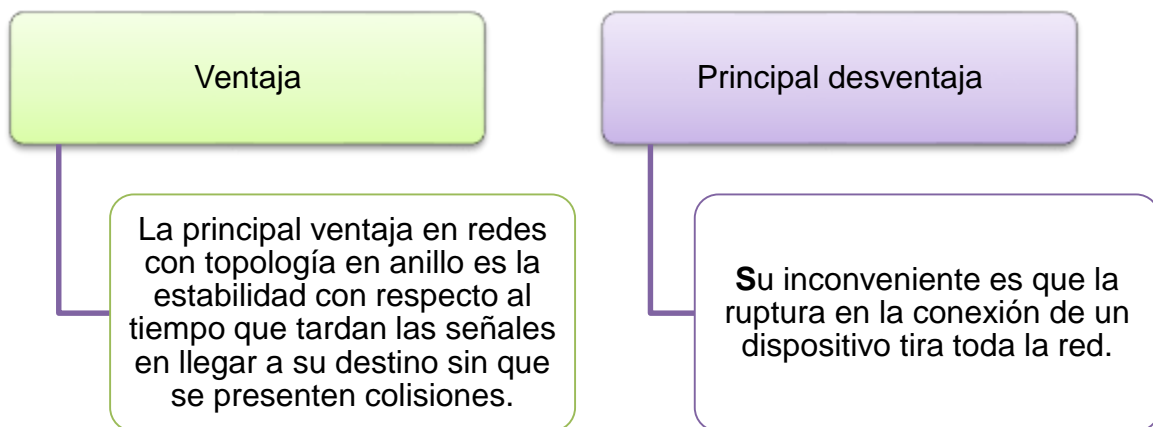 Ventaja
La principal ventaja en redes
con topología en anillo es la
estabilidad con respecto al
tiempo que tardan las señales
en llegar a su destino sin que
se presenten colisiones.
Principal desventaja
Su inconveniente es que la
ruptura en la conexión de un
dispositivo tira toda la red.